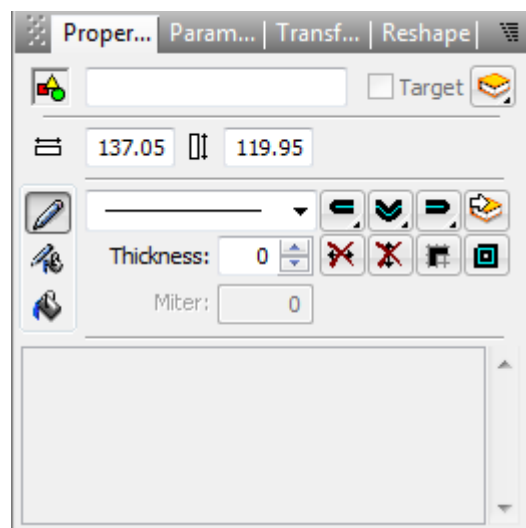 Proper... Param... Transf... Reshape
Target
137.05 119.95
Thickness: 0
Miter: 0